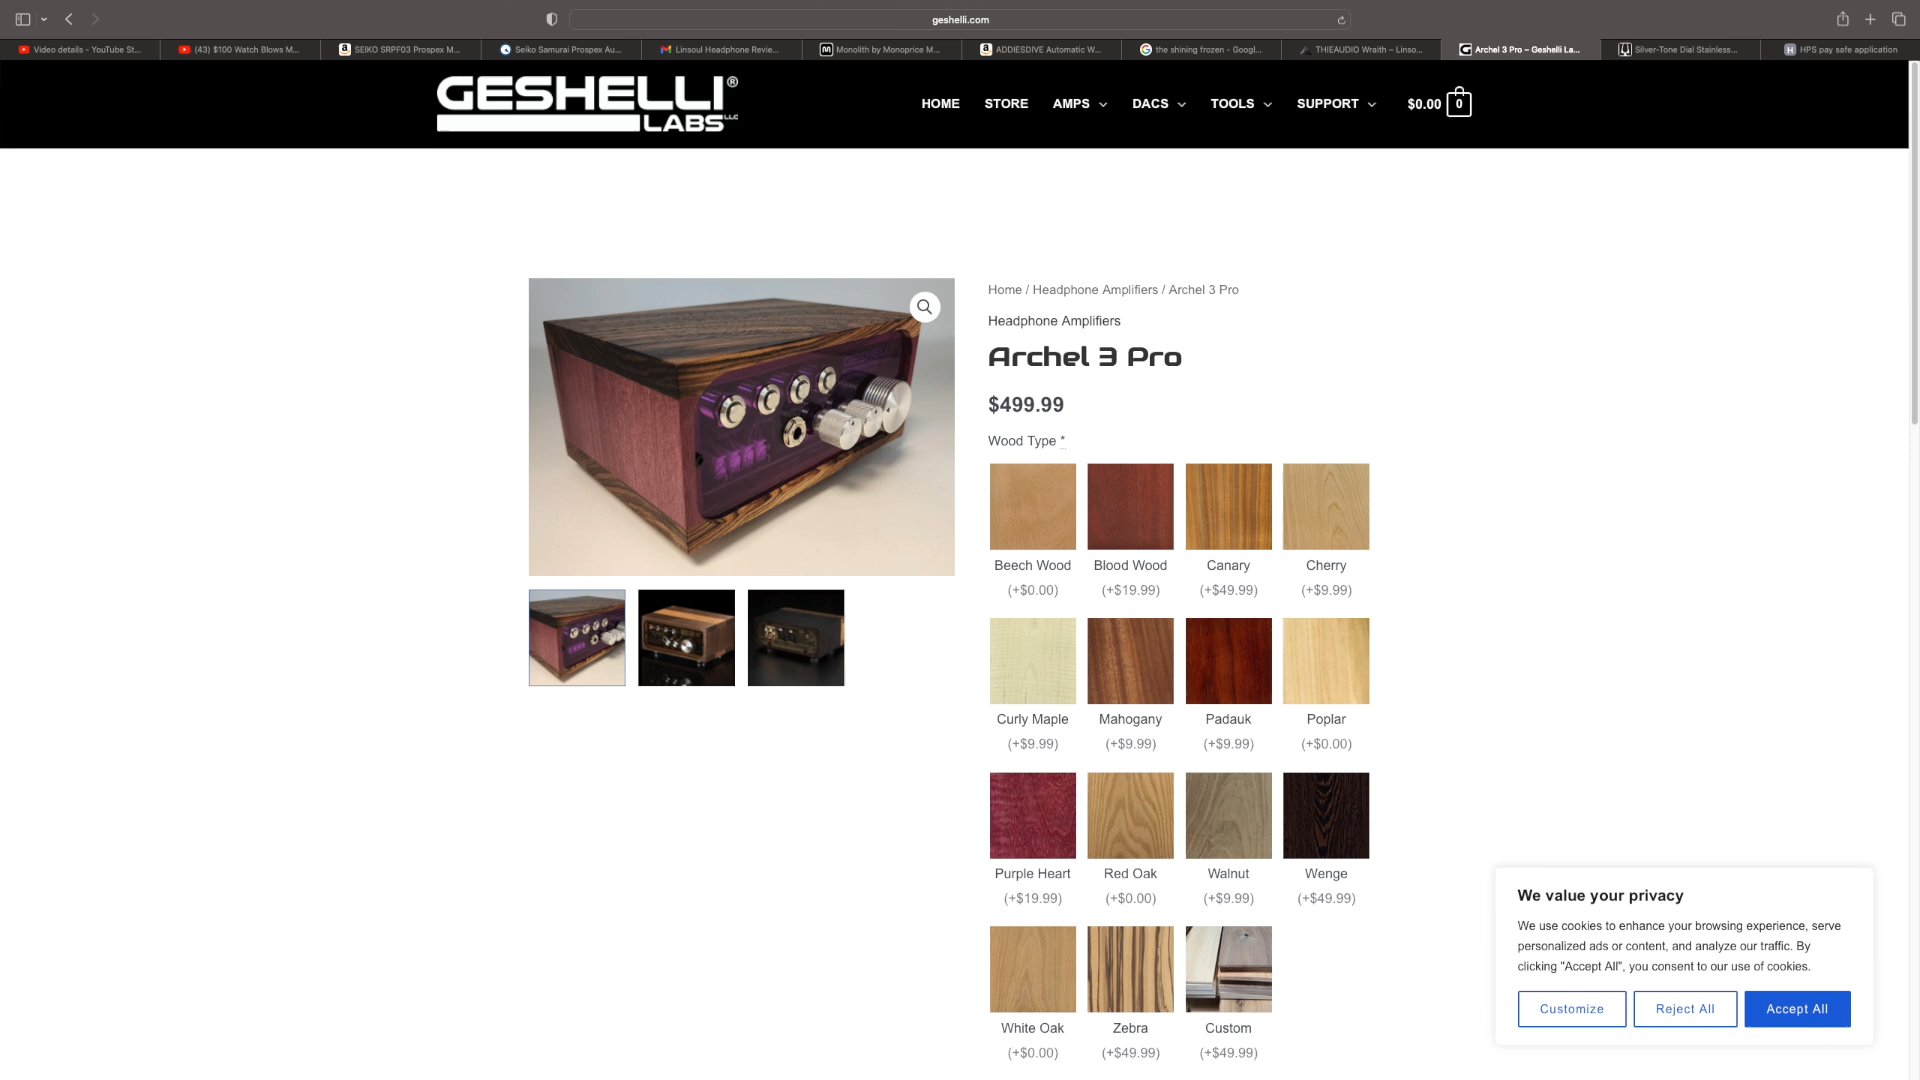 geshelli.com
Video details - YouTube St...
(43) $100 Watch Blows M...
SEIKO SRPF03 Prospex M...
Seiko Samurai Prospex Au...
Linsoul Headphone Revie...
Monolith by Monoprice M...
ADDIESDIVE Automatic W...
the shining frozen - Googl...
THIEAUDIO Wraith – Linso...
Archel 3 Pro – Geshelli La...
Silver-Tone Dial Stainless...
HPS pay safe application
GESHELLI®
LABS LLC
HOME STORE AMPS DACS TOOLS SUPPORT $0.00 0
Home / Headphone Amplifiers / Archel 3 Pro
Headphone Amplifiers
Archel 3 Pro
$499.99
Wood Type *
Beech Wood Blood Wood Canary Cherry
(+$0.00) (+$19.99) (+$49.99) (+$9.99)
Curly Maple Mahogany Padauk Poplar
(+$9.99) (+$9.99) (+$9.99) (+$0.00)
Purple Heart Red Oak Walnut Wenge
(+$19.99) (+$0.00) (+$9.99) (+$49.99)
White Oak Zebra Custom
(+$0.00) (+$49.99) (+$49.99)
We value your privacy
We use cookies to enhance your browsing experience, serve
personalized ads or content, and analyze our traffic. By
clicking "Accept All", you consent to our use of cookies.
Customize Reject All Accept All